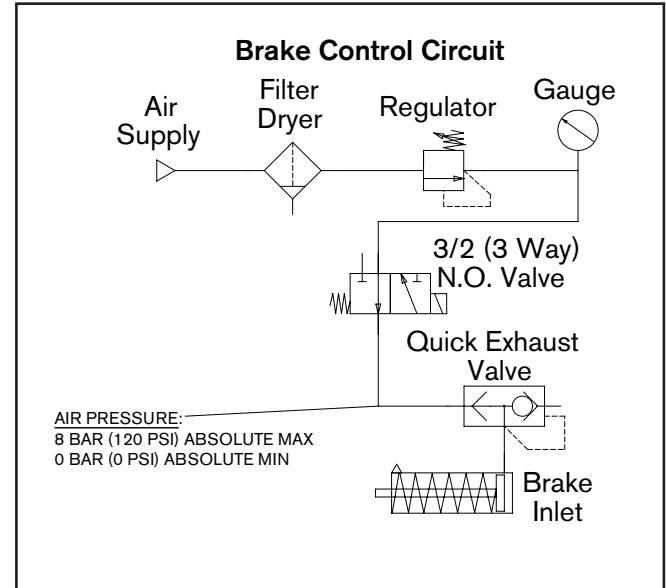 Brake Control Circuit
Air
Supply
Filter
Dryer
Regulator
Gauge
3/2 (3 Way)
N.O. Valve
Quick Exhaust
Valve
AIR PRESSURE:
8 BAR (120 PSI) ABSOLUTE MAX
0 BAR (0 PSI) ABSOLUTE MIN
Brake
Inlet